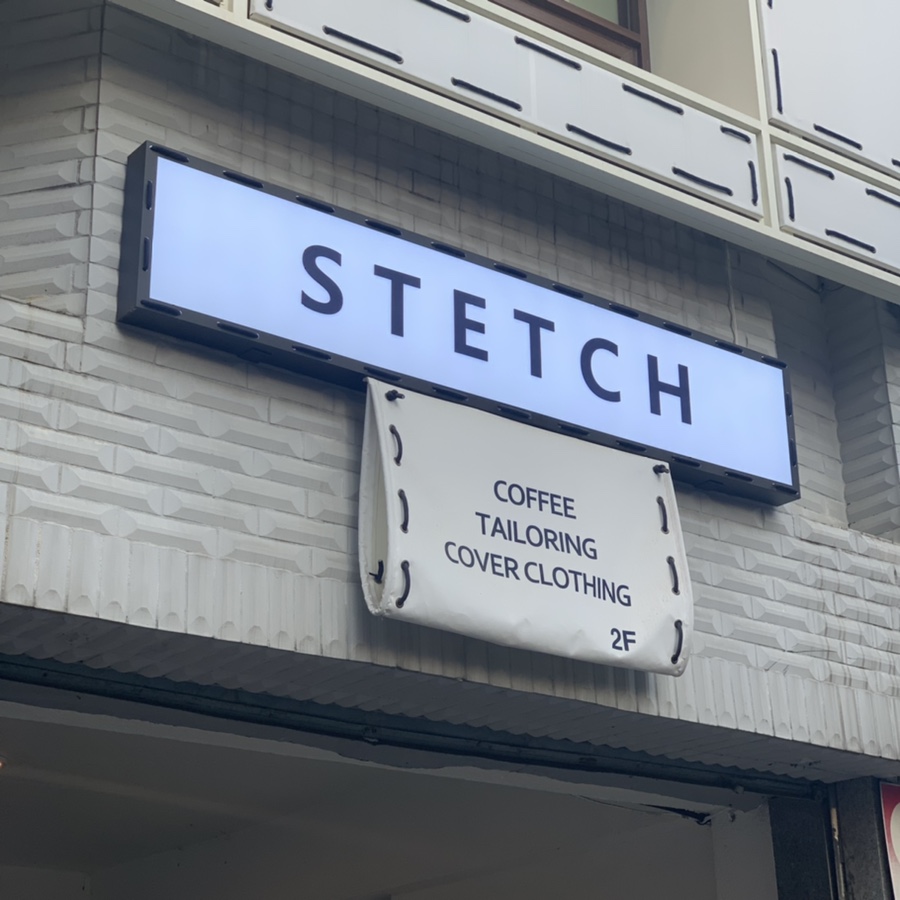 STETCH
COFFEE
TAILORING
COVER CLOTHING
2F